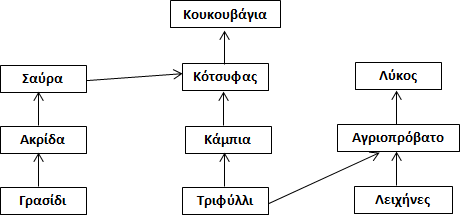 Κουκουβάγια
Σαύρα
Κότσυφας
Λύκος
Ακρίδα
Κάμπια
Αγριοπρόβατο
Γρασίδι
Τριφύλλι
Λειχήνες